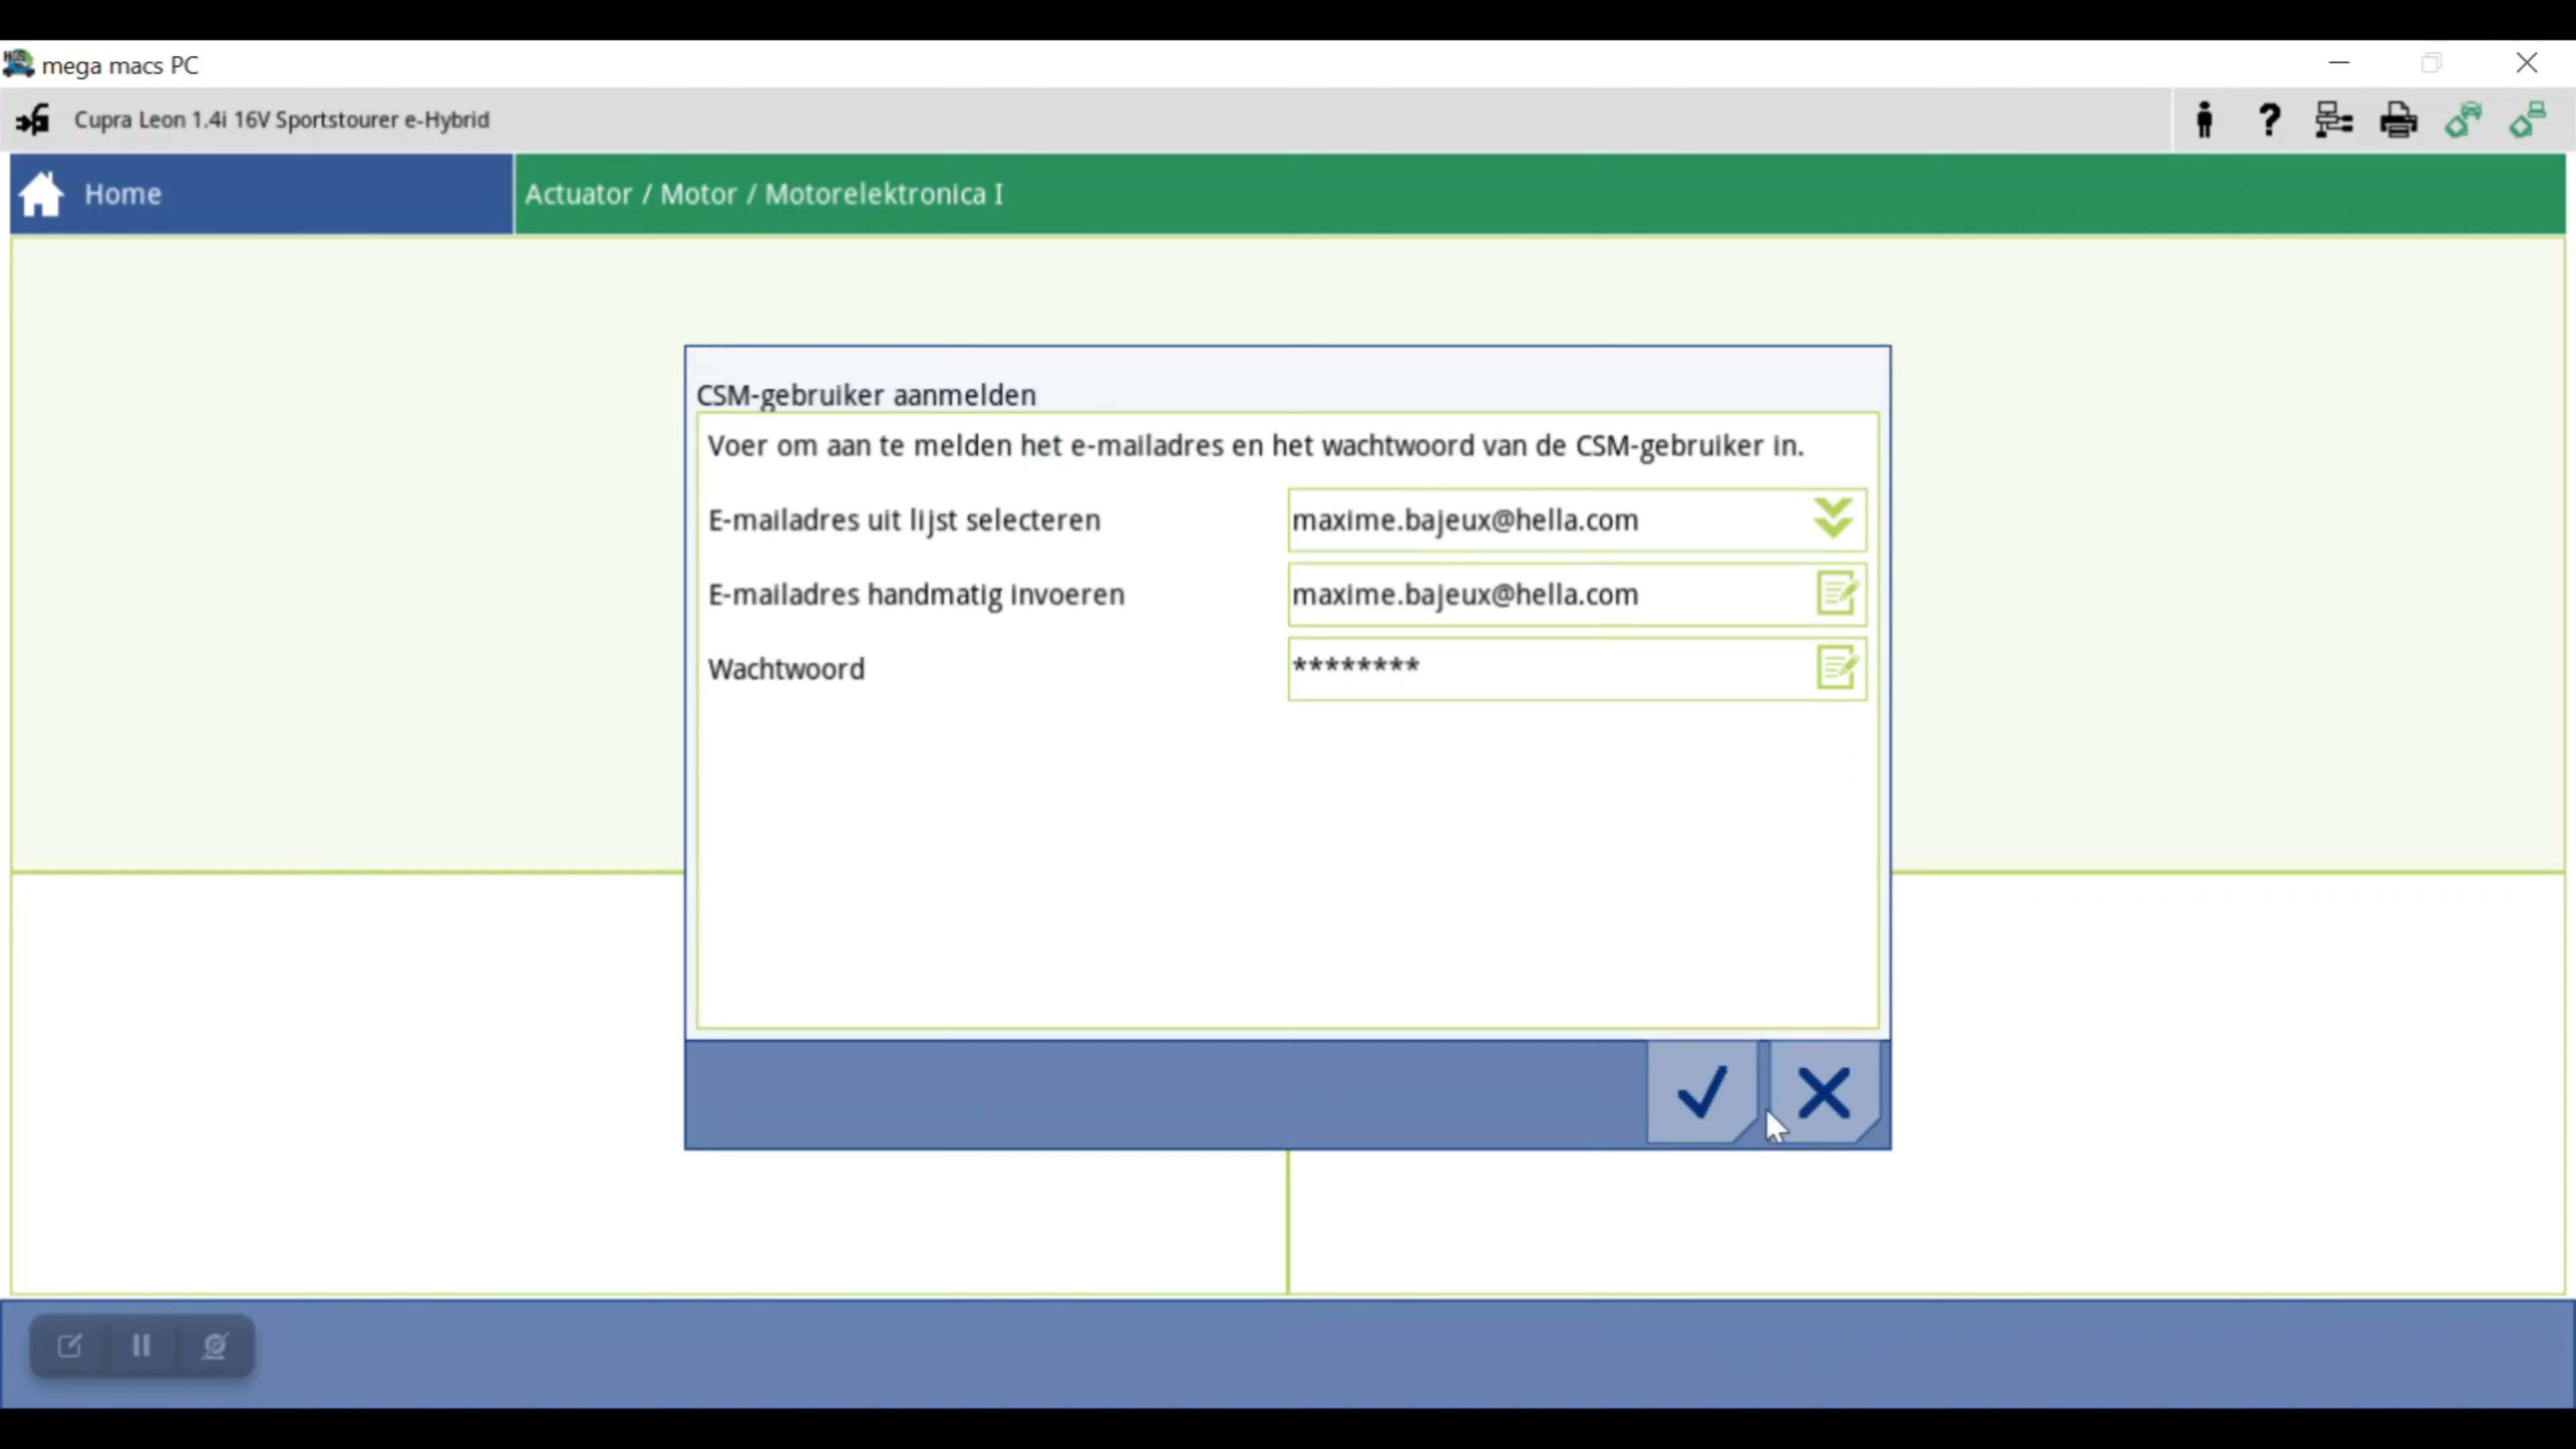 mega macs PC
Cupra Leon 1.4i 16V Sportstourer e-Hybrid
?
Home
Actuator / Motor / Motorelektronica I
CSM-gebruiker aanmelden
Voer om aan te melden het e-mailadres en het wachtwoord van de CSM-gebruiker in.
E-mailadres uit lijst selecteren
maxime.bajeux@hella.com
E-mailadres handmatig invoeren
maxime.bajeux@hella.com
Wachtwoord
********